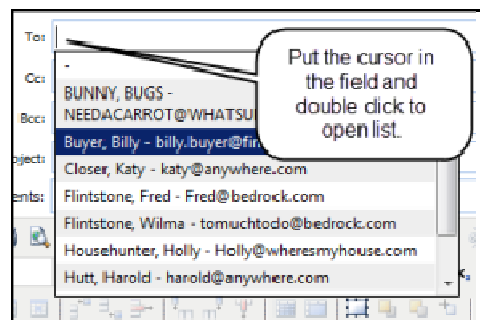 To:
Put the cursor in
the field and
double click to
open list.
-
Cc:
BUNNY, BUGS -
NEEDACARROT@WHATSU
Bcc:
Buyer, Billy - billy.buyer@fin
ject:
Closer, Katy - katy@anywhere.com
ents:
Flintstone, Fred - Fred@bedrock.com
Flintstone, Wilma - tomuchtodo@bedrock.com
Househunter, Holly - Holly@wheresmyhouse.com
Hutt, Harold - harold@anywhere.com